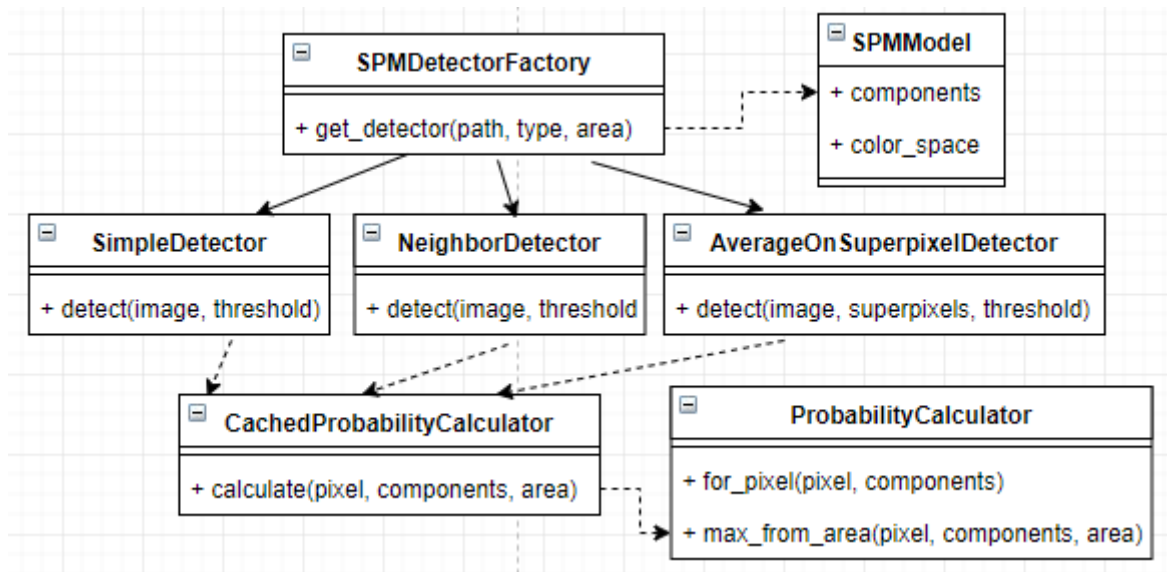 SPMDetectorFactory
+ get_detector(path, type, area)
SPMModel
+ components
+ color_space
SimpleDetector
+ detect(image, threshold)
NeighborDetector
+ detect(image, threshold
AverageOnSuperpixelDetector
+ detect(image, superpixels, threshold)
CachedProbabilityCalculator
+ calculate(pixel, components, area)
ProbabilityCalculator
+ for_pixel(pixel, components)
+ max_from_area(pixel, components, area)